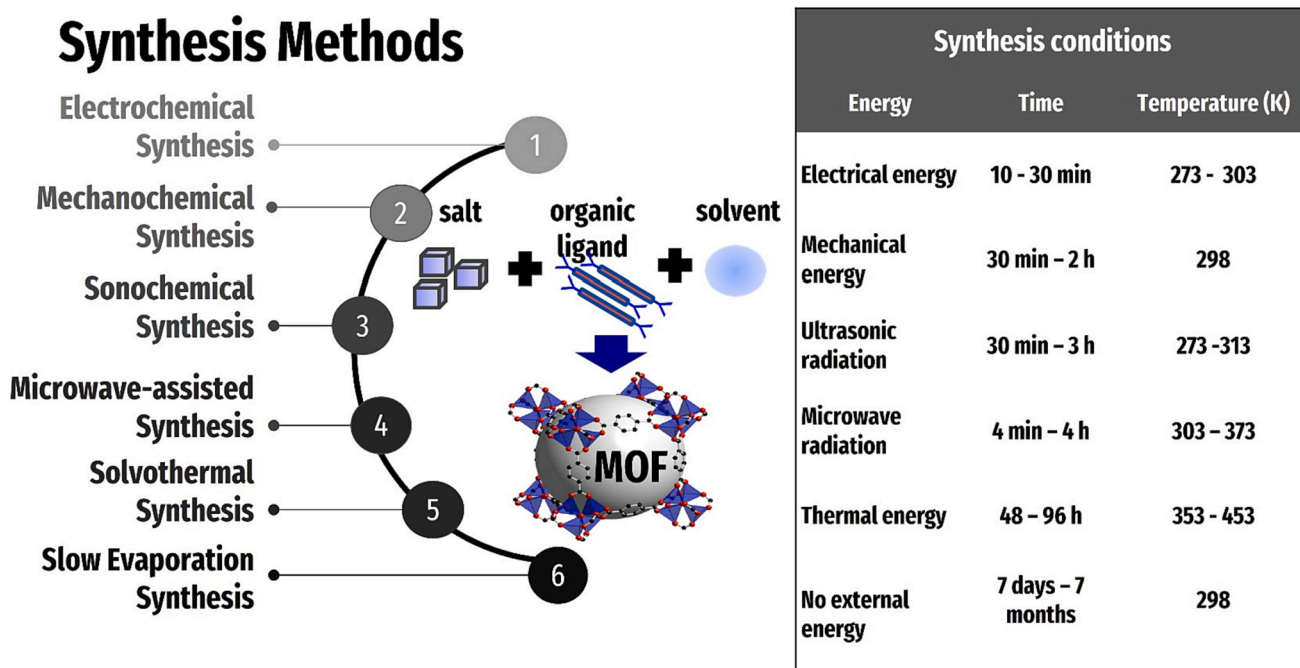 Synthesis Methods
Electrochemical
Synthesis
1
Mechanochemical
Synthesis
2
Sonochemical
Synthesis
3
Microwave-assisted
Synthesis
4
Solvothermal
Synthesis
5
Slow Evaporation
Synthesis
6
salt
+
organic
ligand
+
solvent
MOF
Synthesis conditions
Energy Time Temperature (K)
Electrical energy 10 - 30 min 273 - 303
Mechanical
energy
30 min – 2 h 298
Ultrasonic
radiation
30 min – 3 h 273 -313
Microwave
radiation
4 min – 4 h 303 – 373
Thermal energy 48 – 96 h 353 - 453
No external
energy
7 days – 7
months
298